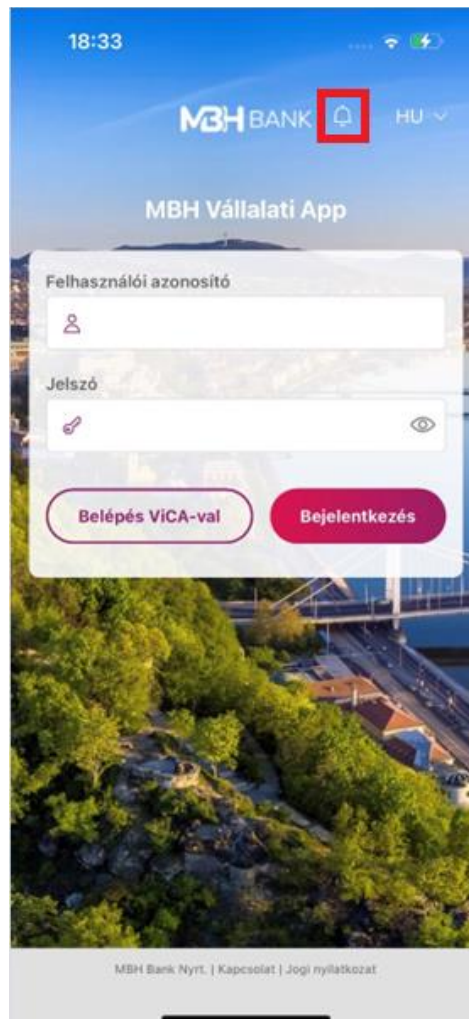 18:33
MBH BANK HU
MBH Vállalati App
Felhasználói azonosító
Jelszó
Belépés ViCA-val Bejelentkezés
MBH Bank Nyrt. | Kapcsolat | Jogi nyilatkozat